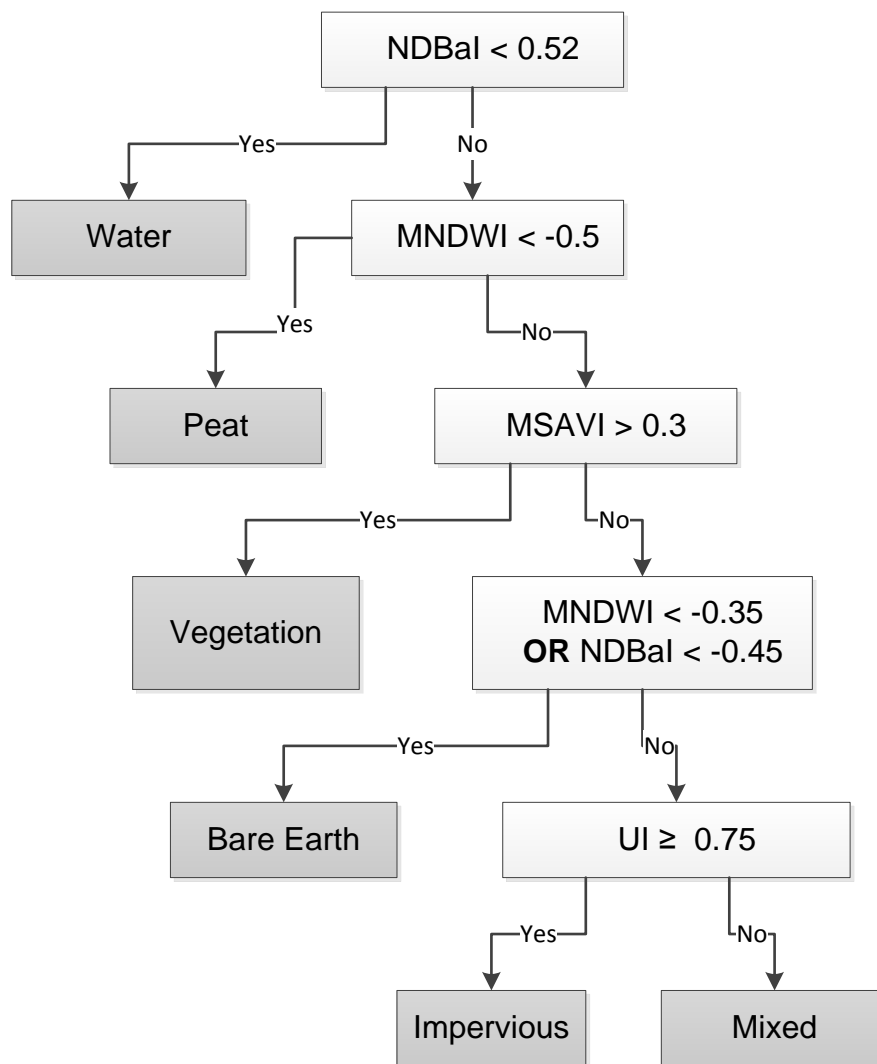 NDBaI < 0.52
Yes
No
Water
MNDWI < -0.5
Yes
No
Peat
MSAVI > 0.3
Yes
No
Vegetation
MNDWI < -0.35
OR NDBaI < -0.45
Yes
No
Bare Earth
UI ≥ 0.75
Yes
No
Impervious
Mixed